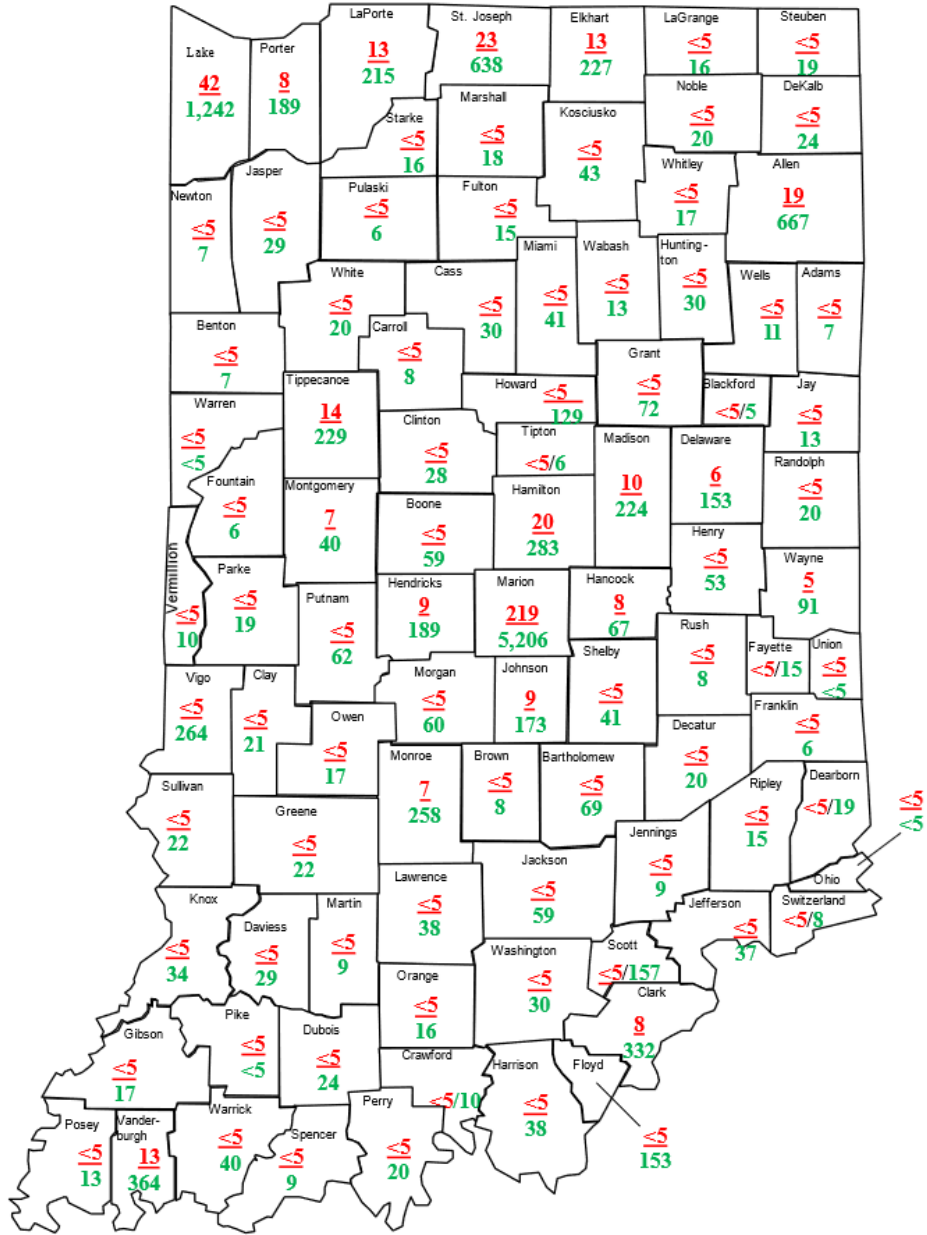 Lake
42
1,242
Porter
8
189
LaPorte
13
215
St. Joseph
23
638
Elkhart
13
227
LaGrange
<5
16
Steuben
<5
19
Starke
<5
16
Marshall
<5
18
Kosciusko
<5
43
Noble
<5
20
DeKalb
<5
24
Newton
<5
7
Jasper
<5
29
Pulaski
<5
6
Fulton
<5
15
Whitley
<5
17
Allen
19
667
White
<5
20
Cass
<5
30
Miami
<5
41
Wabash
<5
13
Hunting-
ton
<5
30
Wells
<5
11
Adams
<5
7
Benton
<5
7
Carroll
<5
8
Grant
<5
72
Warren
<5
<5
Tippecanoe
14
229
Howard
<5
129
Blackford
<5/5
Jay
<5
13
Clinton
<5
28
Tipton
<5/6
Madison
10
224
Delaware
6
153
Randolph
<5
20
Fountain
<5
6
Montgomery
7
40
Boone
<5
59
Hamilton
20
283
Henry
<5
53
Wayne
5
91
Vermillion
<5
10
Parke
<5
19
Putnam
<5
62
Hendricks
9
189
Marion
219
5,206
Hancock
8
67
Rush
<5
8
Fayette
<5/15
Union
<5
<5
Vigo
<5
264
Clay
<5
21
Owen
<5
17
Morgan
<5
60
Johnson
9
173
Shelby
<5
41
Decatur
<5
20
Franklin
<5
6
Sullivan
<5
22
Greene
<5
22
Monroe
7
258
Brown
<5
8
Bartholomew
<5
69
Jennings
<5
9
Ripley
<5
15
Dearborn
<5/19
Ohio
<5
<5
Knox
<5
34
Daviess
<5
29
Martin
<5
9
Lawrence
<5
38
Jackson
<5
59
Jefferson
<5
37
Switzerland
<5/8
Orange
<5
16
Washington
<5
30
Scott
<5/157
Clark
8
332
Gibson
<5
17
Pike
<5
<5
Dubois
<5
24
Crawford
<5/10
Harrison
<5
38
Floyd
<5
153
Posey
<5
13
Vander-
burgh
13
364
Warrick
<5
40
Spencer
<5
9
Perry
<5
20